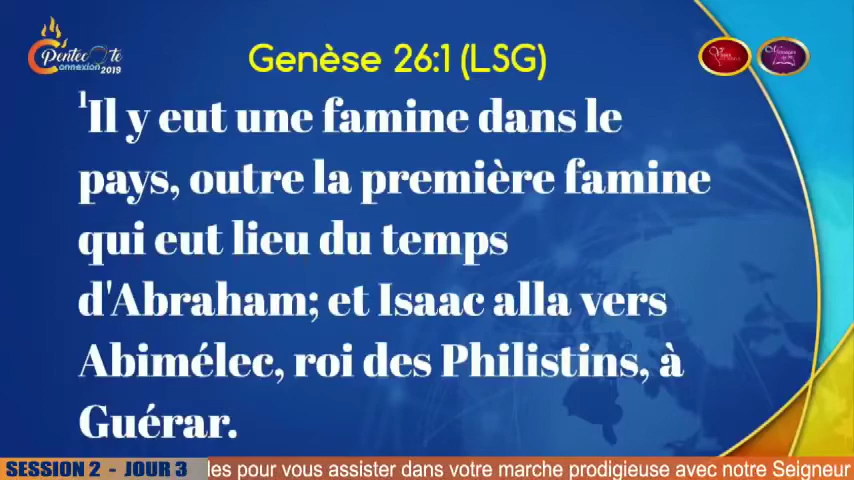 Pentecôte
Connexion 2019
Genèse 26:1 (LSG)
¹Il y eut une famine dans le
pays, outre la première famine
qui eut lieu du temps
d'Abraham; et Isaac alla vers
Abimélec, roi des Philistins, à
Guérar.
SESSION 2 - JOUR 3
les pour vous assister dans votre marche prodigieuse avec notre Seigneur